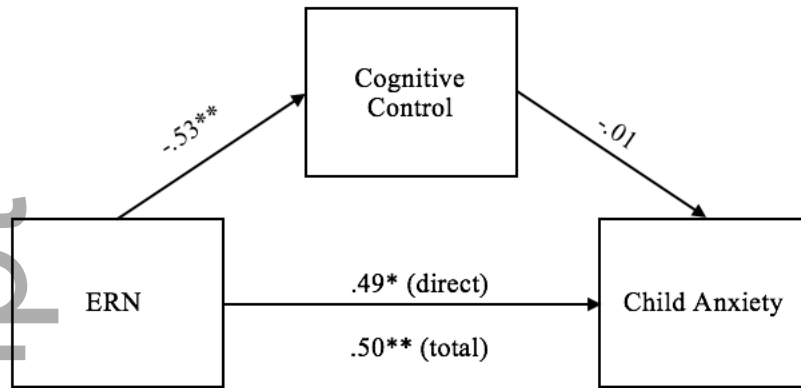 Cognitive
Control
-.53**
-.01
ERN
.49* (direct)
.50** (total)
Child Anxiety